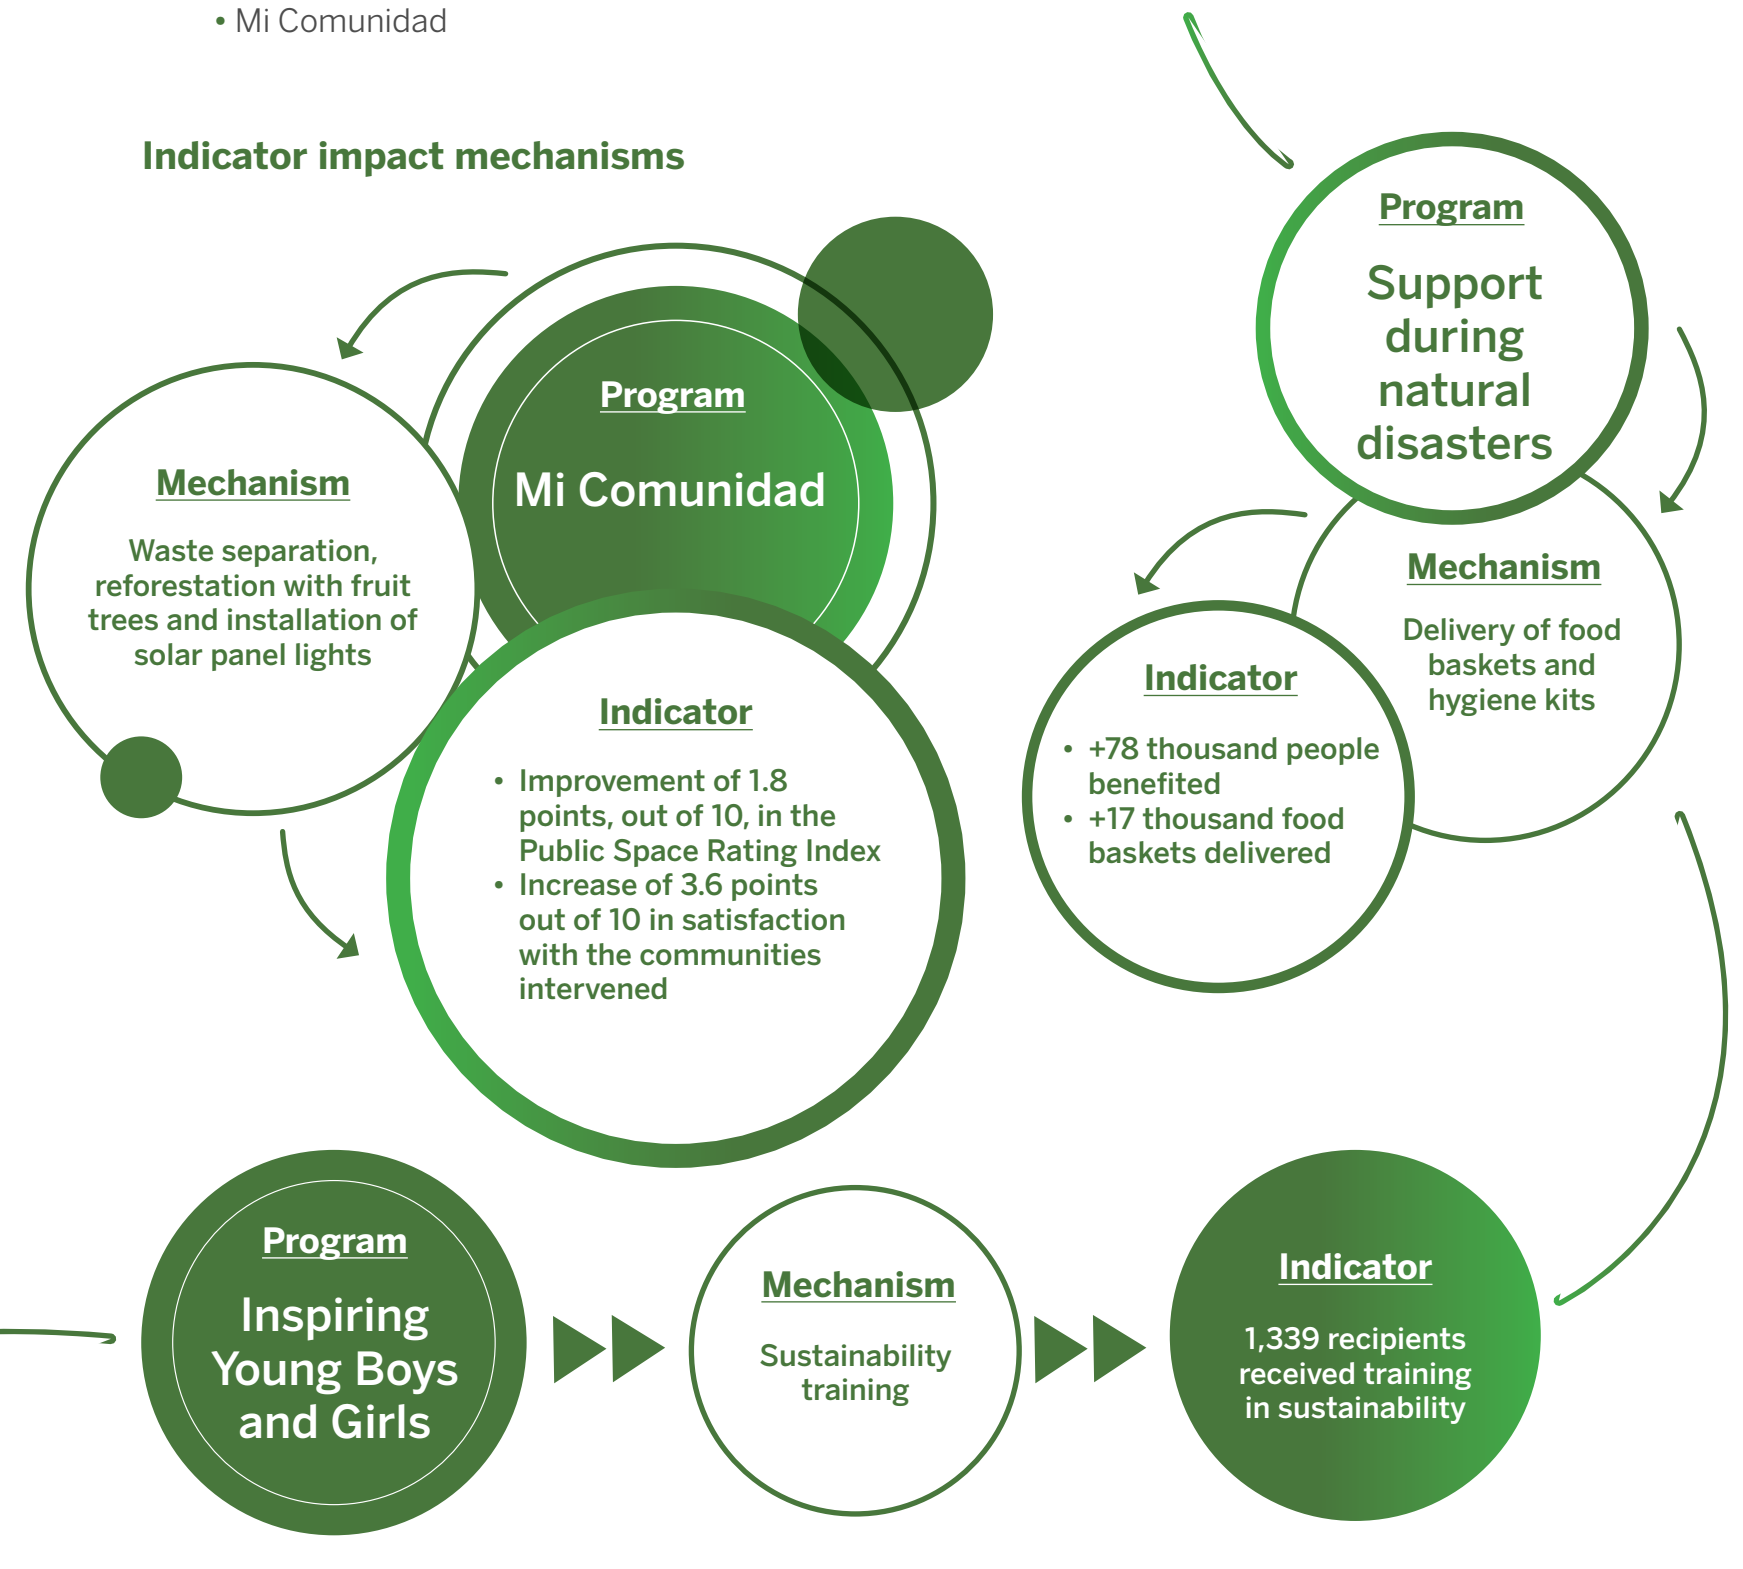 • Mi Comunidad
Indicator impact mechanisms
Program
Mi Comunidad
Mechanism
Waste separation,
reforestation with fruit
trees and installation of
solar panel lights
Indicator
• Improvement of 1.8
points, out of 10, in the
Public Space Rating Index
• Increase of 3.6 points
out of 10 in satisfaction
with the communities
intervened
Program
Support
during
natural
disasters
Mechanism
Delivery of food
baskets and
hygiene kits
Indicator
• +78 thousand people
benefited
• +17 thousand food
baskets delivered
Program
Inspiring
Young Boys
and Girls
Mechanism
Sustainability
training
Indicator
1,339 recipients
received training
in sustainability